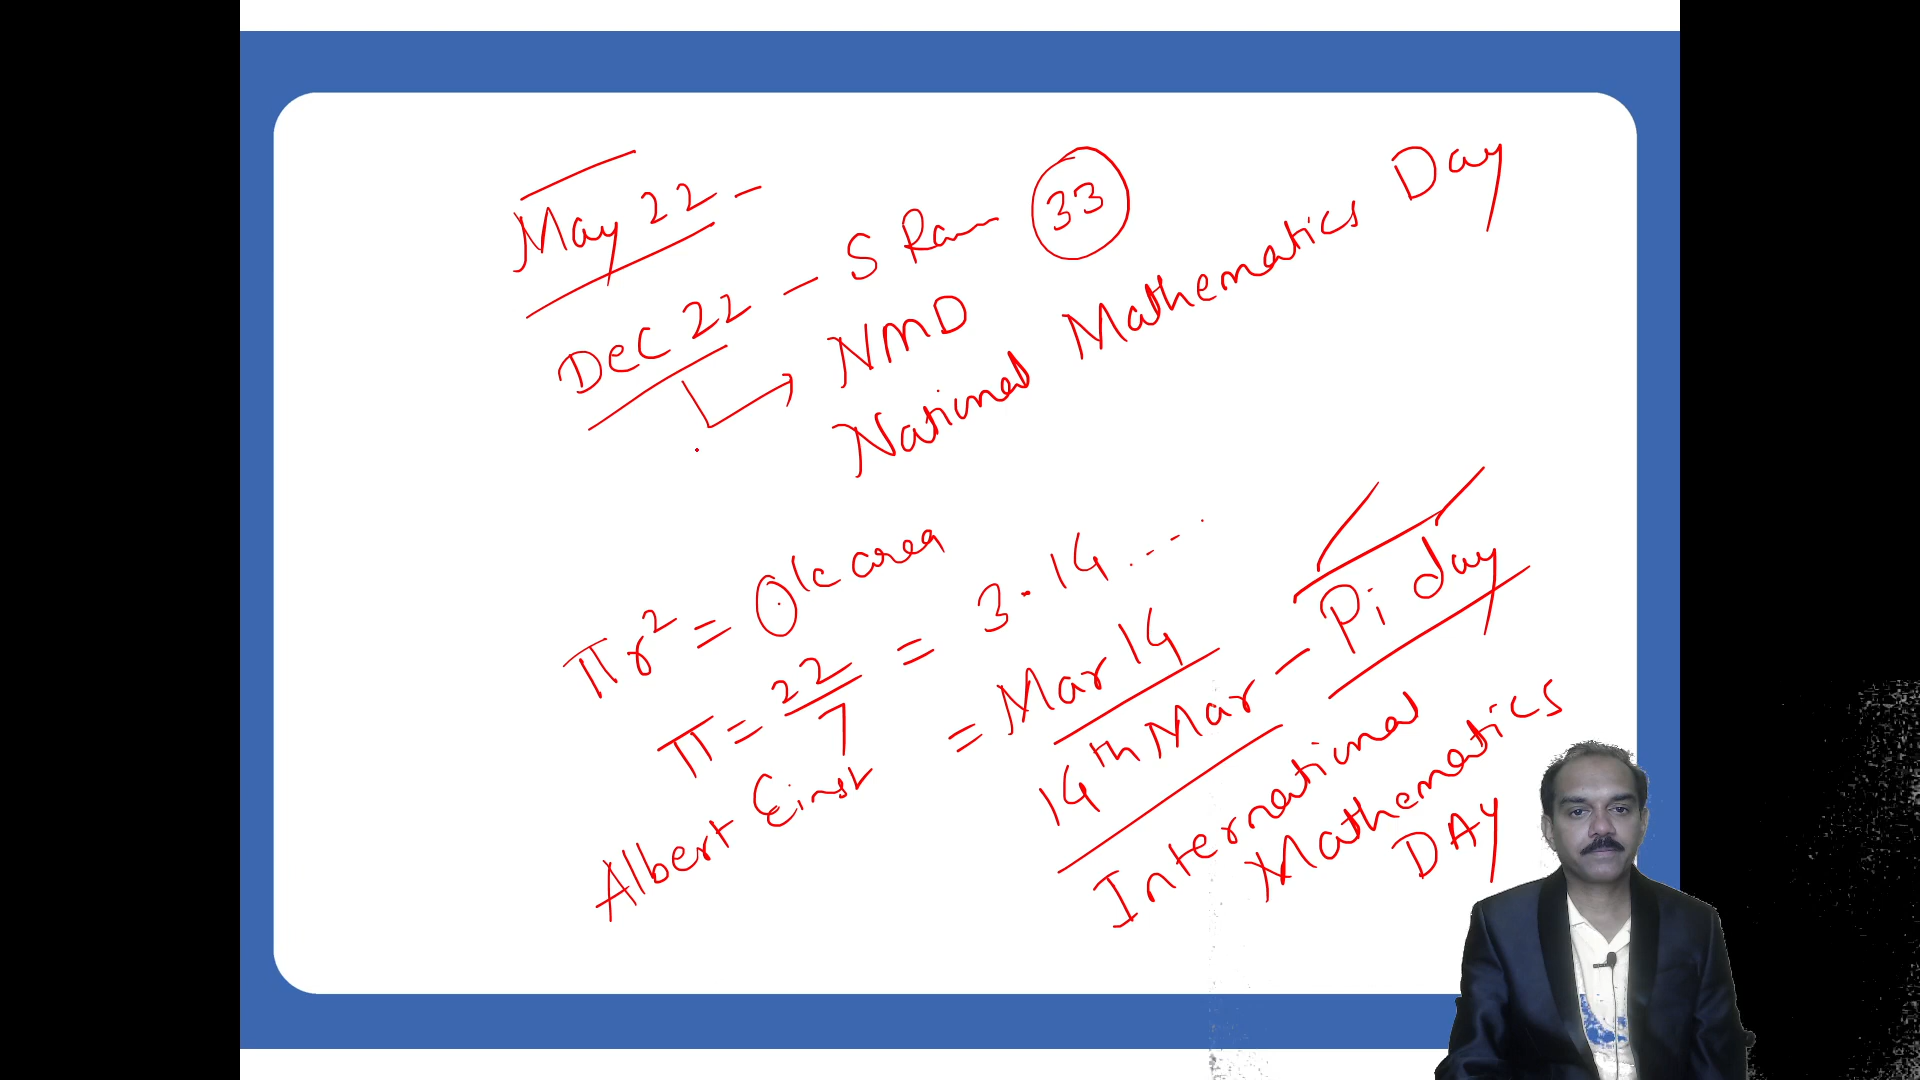 May 22 -
Dec 22 - S Ram 33
NMD
National Mathematics Day
πr² = Olc area
π = 22/7 = 3.14....
= Mar 14
14th Mar - Pi day
International
Mathematics
DAY
Albert Einst